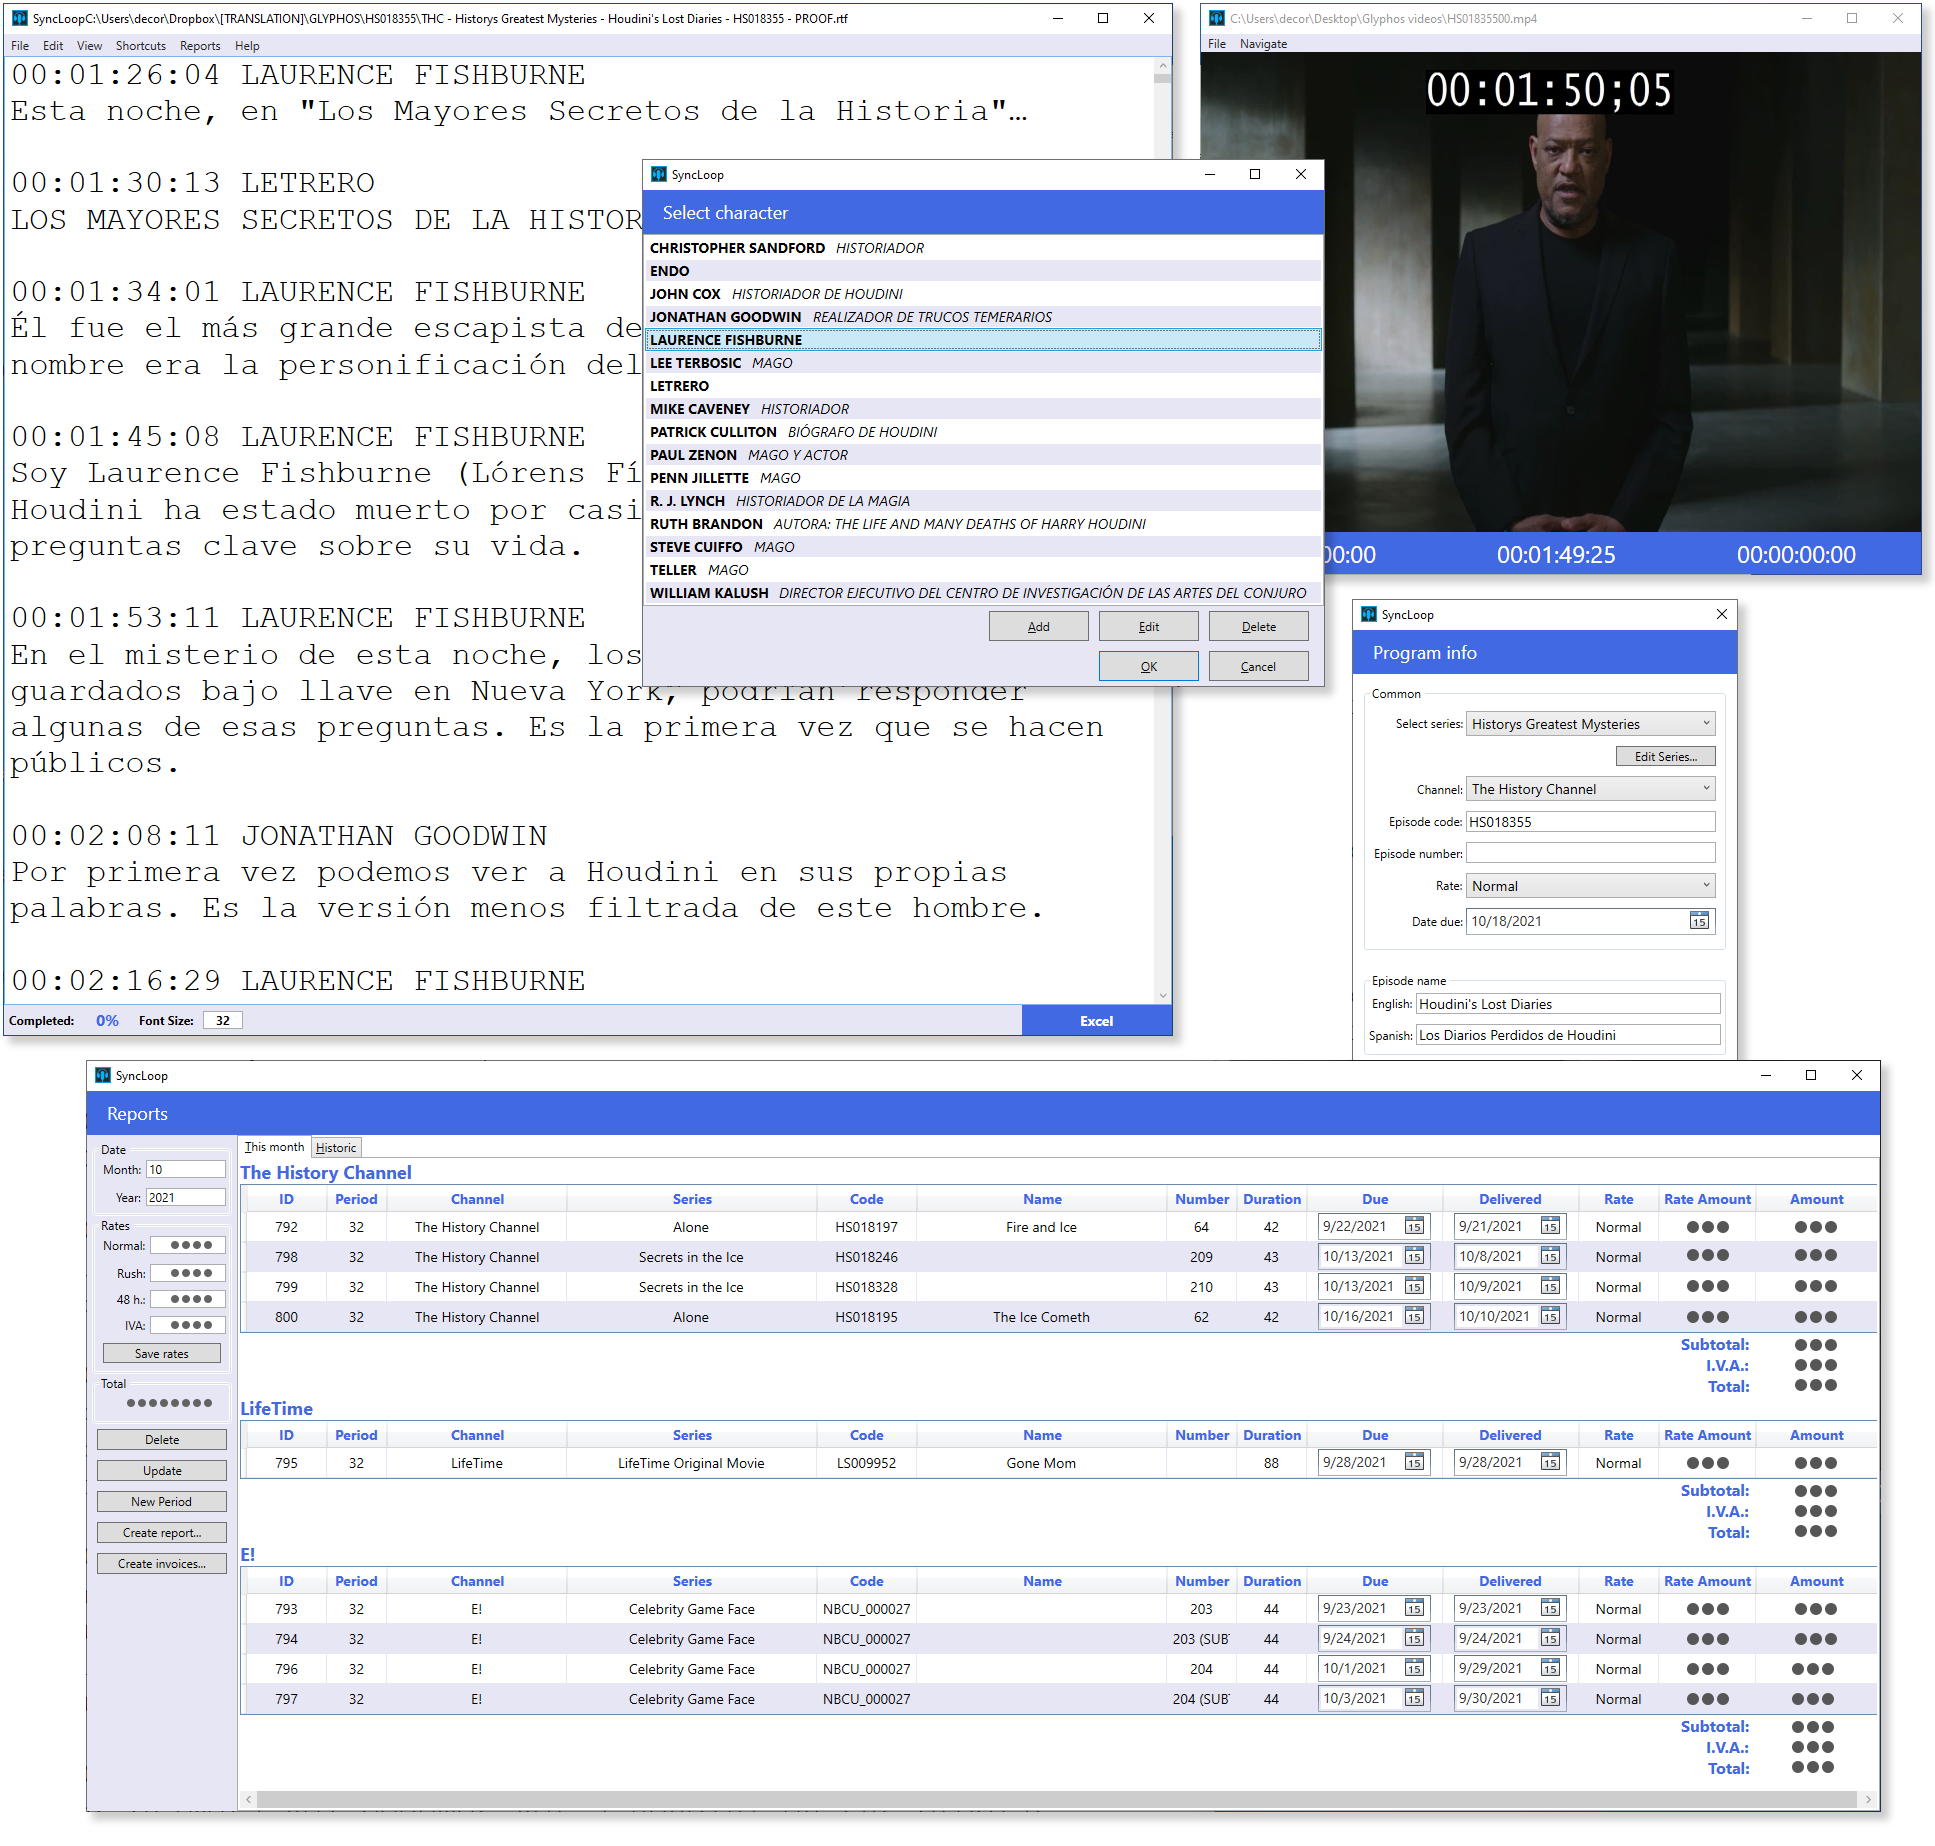 SyncLoopC:\Users\decor\Dropbox\[TRANSLATION]\GLYPHOS\HS018355\THC - Historys Greatest Mysteries - Houdini's Lost Diaries - HS018355 - PROOF.rtf
File Edit View Shortcuts Reports Help
00:01:26:04 LAURENCE FISHBURNE
Esta noche, en "Los Mayores Secretos de la Historia"…
00:01:30:13 LETRERO
LOS MAYORES SECRETOS DE LA HISTOR
00:01:34:01 LAURENCE FISHBURNE
Él fue el más grande escapista de
nombre era la personificación del
00:01:45:08 LAURENCE FISHBURNE
Soy Laurence Fishburne (Lórens Fí
Houdini ha estado muerto por casi
preguntas clave sobre su vida.
00:01:53:11 LAURENCE FISHBURNE
En el misterio de esta noche, los
guardados bajo llave en Nueva York, podrían responder
algunas de esas preguntas. Es la primera vez que se hacen
públicos.
00:02:08:11 JONATHAN GOODWIN
Por primera vez podemos ver a Houdini en sus propias
palabras. Es la versión menos filtrada de este hombre.
00:02:16:29 LAURENCE FISHBURNE
Completed: 0% Font Size: 32 Excel
C:\Users\decor\Desktop\Glyphos videos\HS01835500.mp4
File Navigate
00:01:50;05
00:00 00:01:49:25 00:00:00:00
SyncLoop
Select character
CHRISTOPHER SANDFORD HISTORIADOR
ENDO
JOHN COX HISTORIADOR DE HOUDINI
JONATHAN GOODWIN REALIZADOR DE TRUCOS TEMERARIOS
LAURENCE FISHBURNE
LEE TERBOSIC MAGO
LETRERO
MIKE CAVENEY HISTORIADOR
PATRICK CULLITON BIÓGRAFO DE HOUDINI
PAUL ZENON MAGO Y ACTOR
PENN JILLETTE MAGO
R. J. LYNCH HISTORIADOR DE LA MAGIA
RUTH BRANDON AUTORA: THE LIFE AND MANY DEATHS OF HARRY HOUDINI
STEVE CUIFFO MAGO
TELLER MAGO
WILLIAM KALUSH DIRECTOR EJECUTIVO DEL CENTRO DE INVESTIGACIÓN DE LAS ARTES DEL CONJURO
Add Edit Delete
OK Cancel
SyncLoop
Program info
Common
Select series: Historys Greatest Mysteries
Edit Series...
Channel: The History Channel
Episode code: HS018355
Episode number:
Rate: Normal
Date due: 10/18/2021 15
Episode name
English: Houdini's Lost Diaries
Spanish: Los Diarios Perdidos de Houdini
SyncLoop
Reports
Date
Month: 10
Year: 2021
Rates
Normal:
Rush:
48 h.:
IVA:
Save rates
Total
Delete
Update
New Period
Create report...
Create invoices...
This month Historic
The History Channel
ID Period Channel Series Code Name Number Duration Due Delivered Rate Rate Amount Amount
792 32 The History Channel Alone HS018197 Fire and Ice 64 42 9/22/2021 15 9/21/2021 15 Normal
798 32 The History Channel Secrets in the Ice HS018246 209 43 10/13/2021 15 10/8/2021 15 Normal
799 32 The History Channel Secrets in the Ice HS018328 210 43 10/13/2021 15 10/9/2021 15 Normal
800 32 The History Channel Alone HS018195 The Ice Cometh 62 42 10/16/2021 15 10/10/2021 15 Normal
Subtotal:
I.V.A.:
Total:
LifeTime
ID Period Channel Series Code Name Number Duration Due Delivered Rate Rate Amount Amount
795 32 LifeTime LifeTime Original Movie LS009952 Gone Mom 88 9/28/2021 15 9/28/2021 15 Normal
Subtotal:
I.V.A.:
Total:
E!
ID Period Channel Series Code Name Number Duration Due Delivered Rate Rate Amount Amount
793 32 E! Celebrity Game Face NBCU_000027 203 44 9/23/2021 15 9/23/2021 15 Normal
794 32 E! Celebrity Game Face NBCU_000027 203 (SUB 44 9/24/2021 15 9/24/2021 15 Normal
796 32 E! Celebrity Game Face NBCU_000027 204 44 10/1/2021 15 9/29/2021 15 Normal
797 32 E! Celebrity Game Face NBCU_000027 204 (SUB 44 10/3/2021 15 9/30/2021 15 Normal
Subtotal:
I.V.A.:
Total: